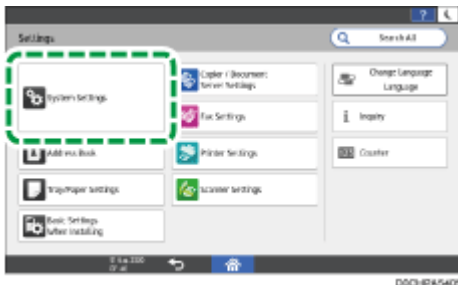 ?
Settings
Search All
System Settings
Copier / Document
Server Settings
Change Language
Language
Fax Settings
i Inquiry
Address Book
Printer Settings
Counter
Tray/Paper Settings
Scanner Settings
Basic Settings
When Installing